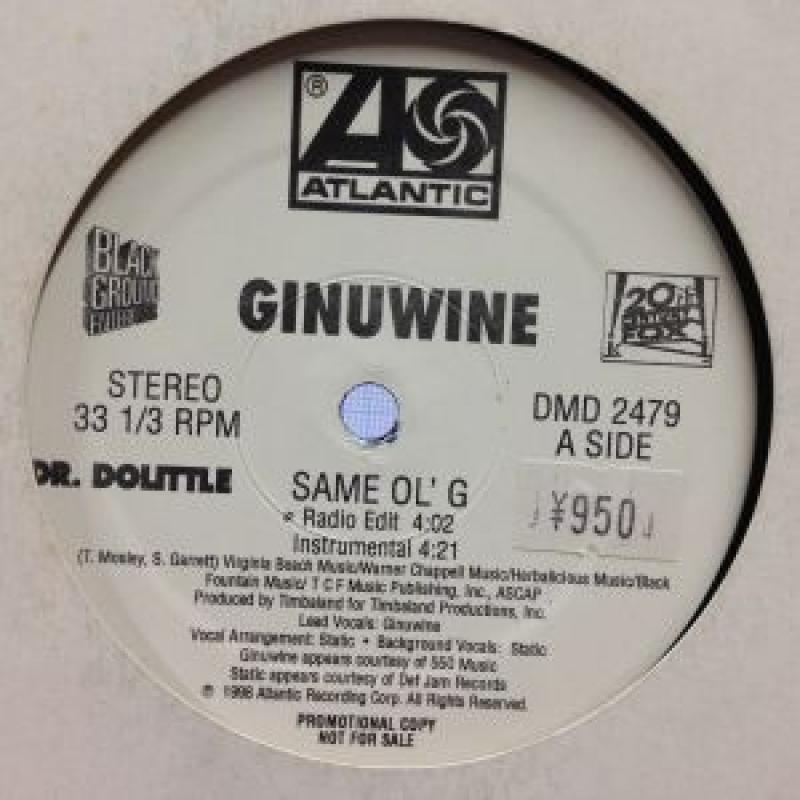 ®
ATLANTIC
BLACK
GROUND
GINUWINE
20th
CENTURY
FOX
STEREO
33 1/3 RPM
DMD 2479
A SIDE
DR. DOLITTLE
SAME OL' G
Radio Edit 4:02
Instrumental 4:21
¥950
(T. Mosley, S. Garrett) Virginia Beach Music/Warner Chappell Music/Herbalicious Music/Black
Fountain Music/ T C F Music Publishing, Inc., ASCAP
Produced by Timbaland for Timbaland Productions, Inc.
Lead Vocals: Ginuwine
Vocal Arrangement: Static • Background Vocals: Static
Ginuwine appears courtesy of 550 Music
Static appears courtesy of Def Jam Records
℗ 1998 Atlantic Recording Corp. All Rights Reserved.
PROMOTIONAL COPY
NOT FOR SALE